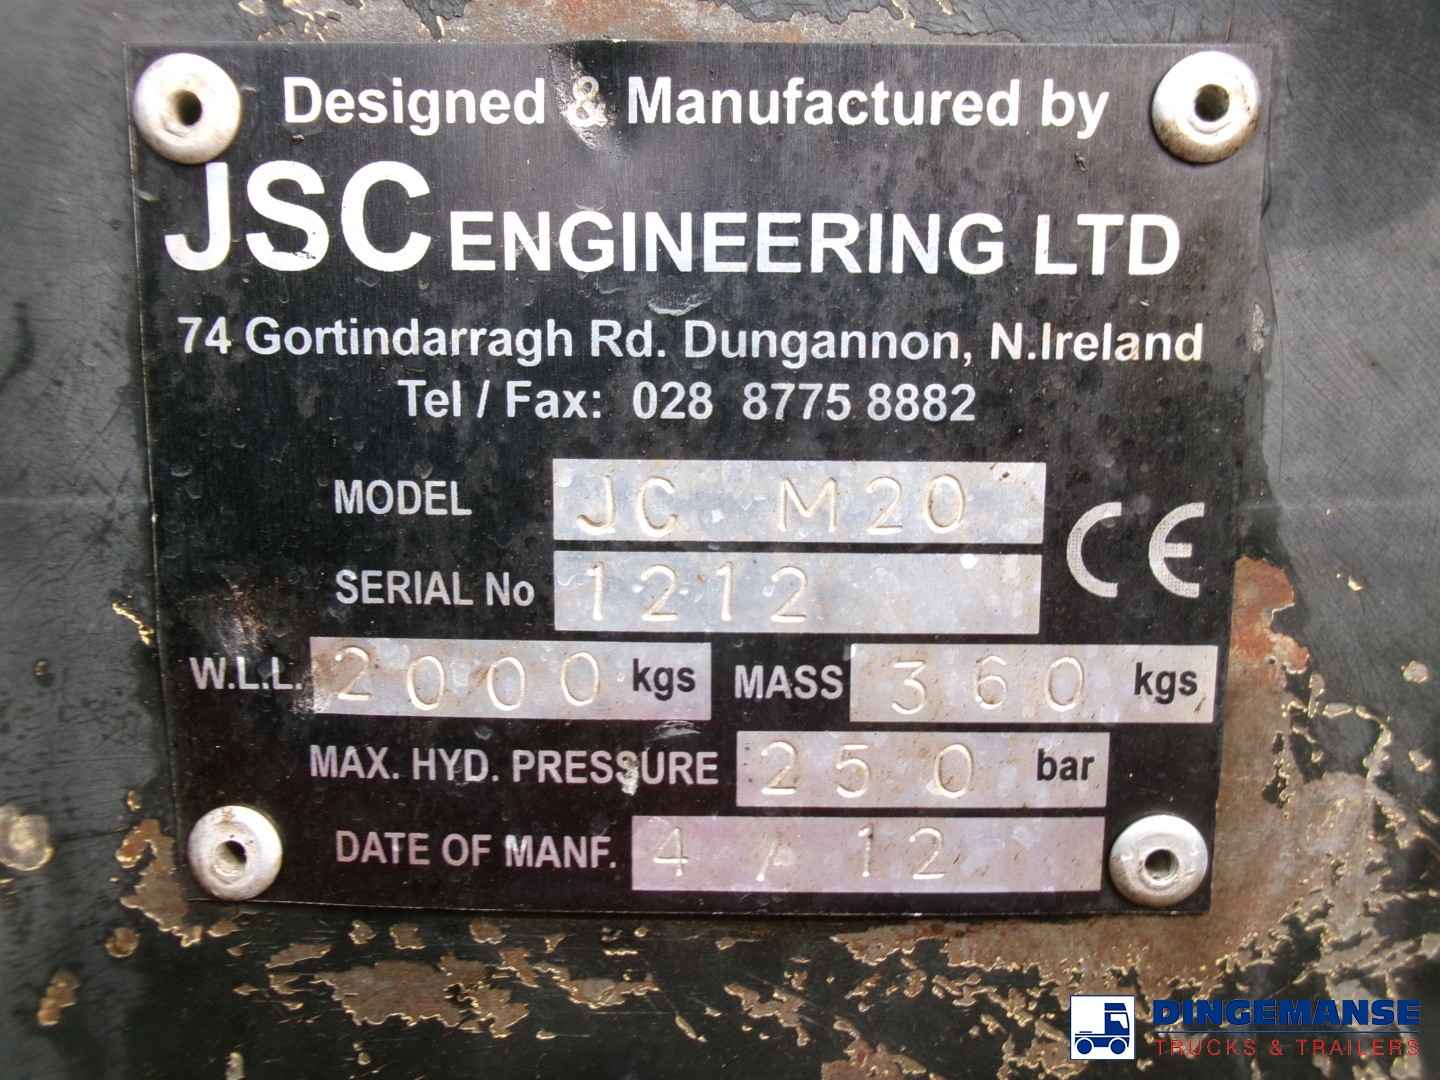 Designed & Manufactured by
JSC ENGINEERING LTD
74 Gortindarragh Rd. Dungannon, N.Ireland
Tel / Fax: 028 8775 8882
MODEL JC M20
CE
SERIAL No 1212
W.L.L. 2000 kgs MASS 360 kgs
MAX. HYD. PRESSURE 250 bar
DATE OF MANF. 4 / 12
DINGEMANSE
TRUCKS & TRAILERS